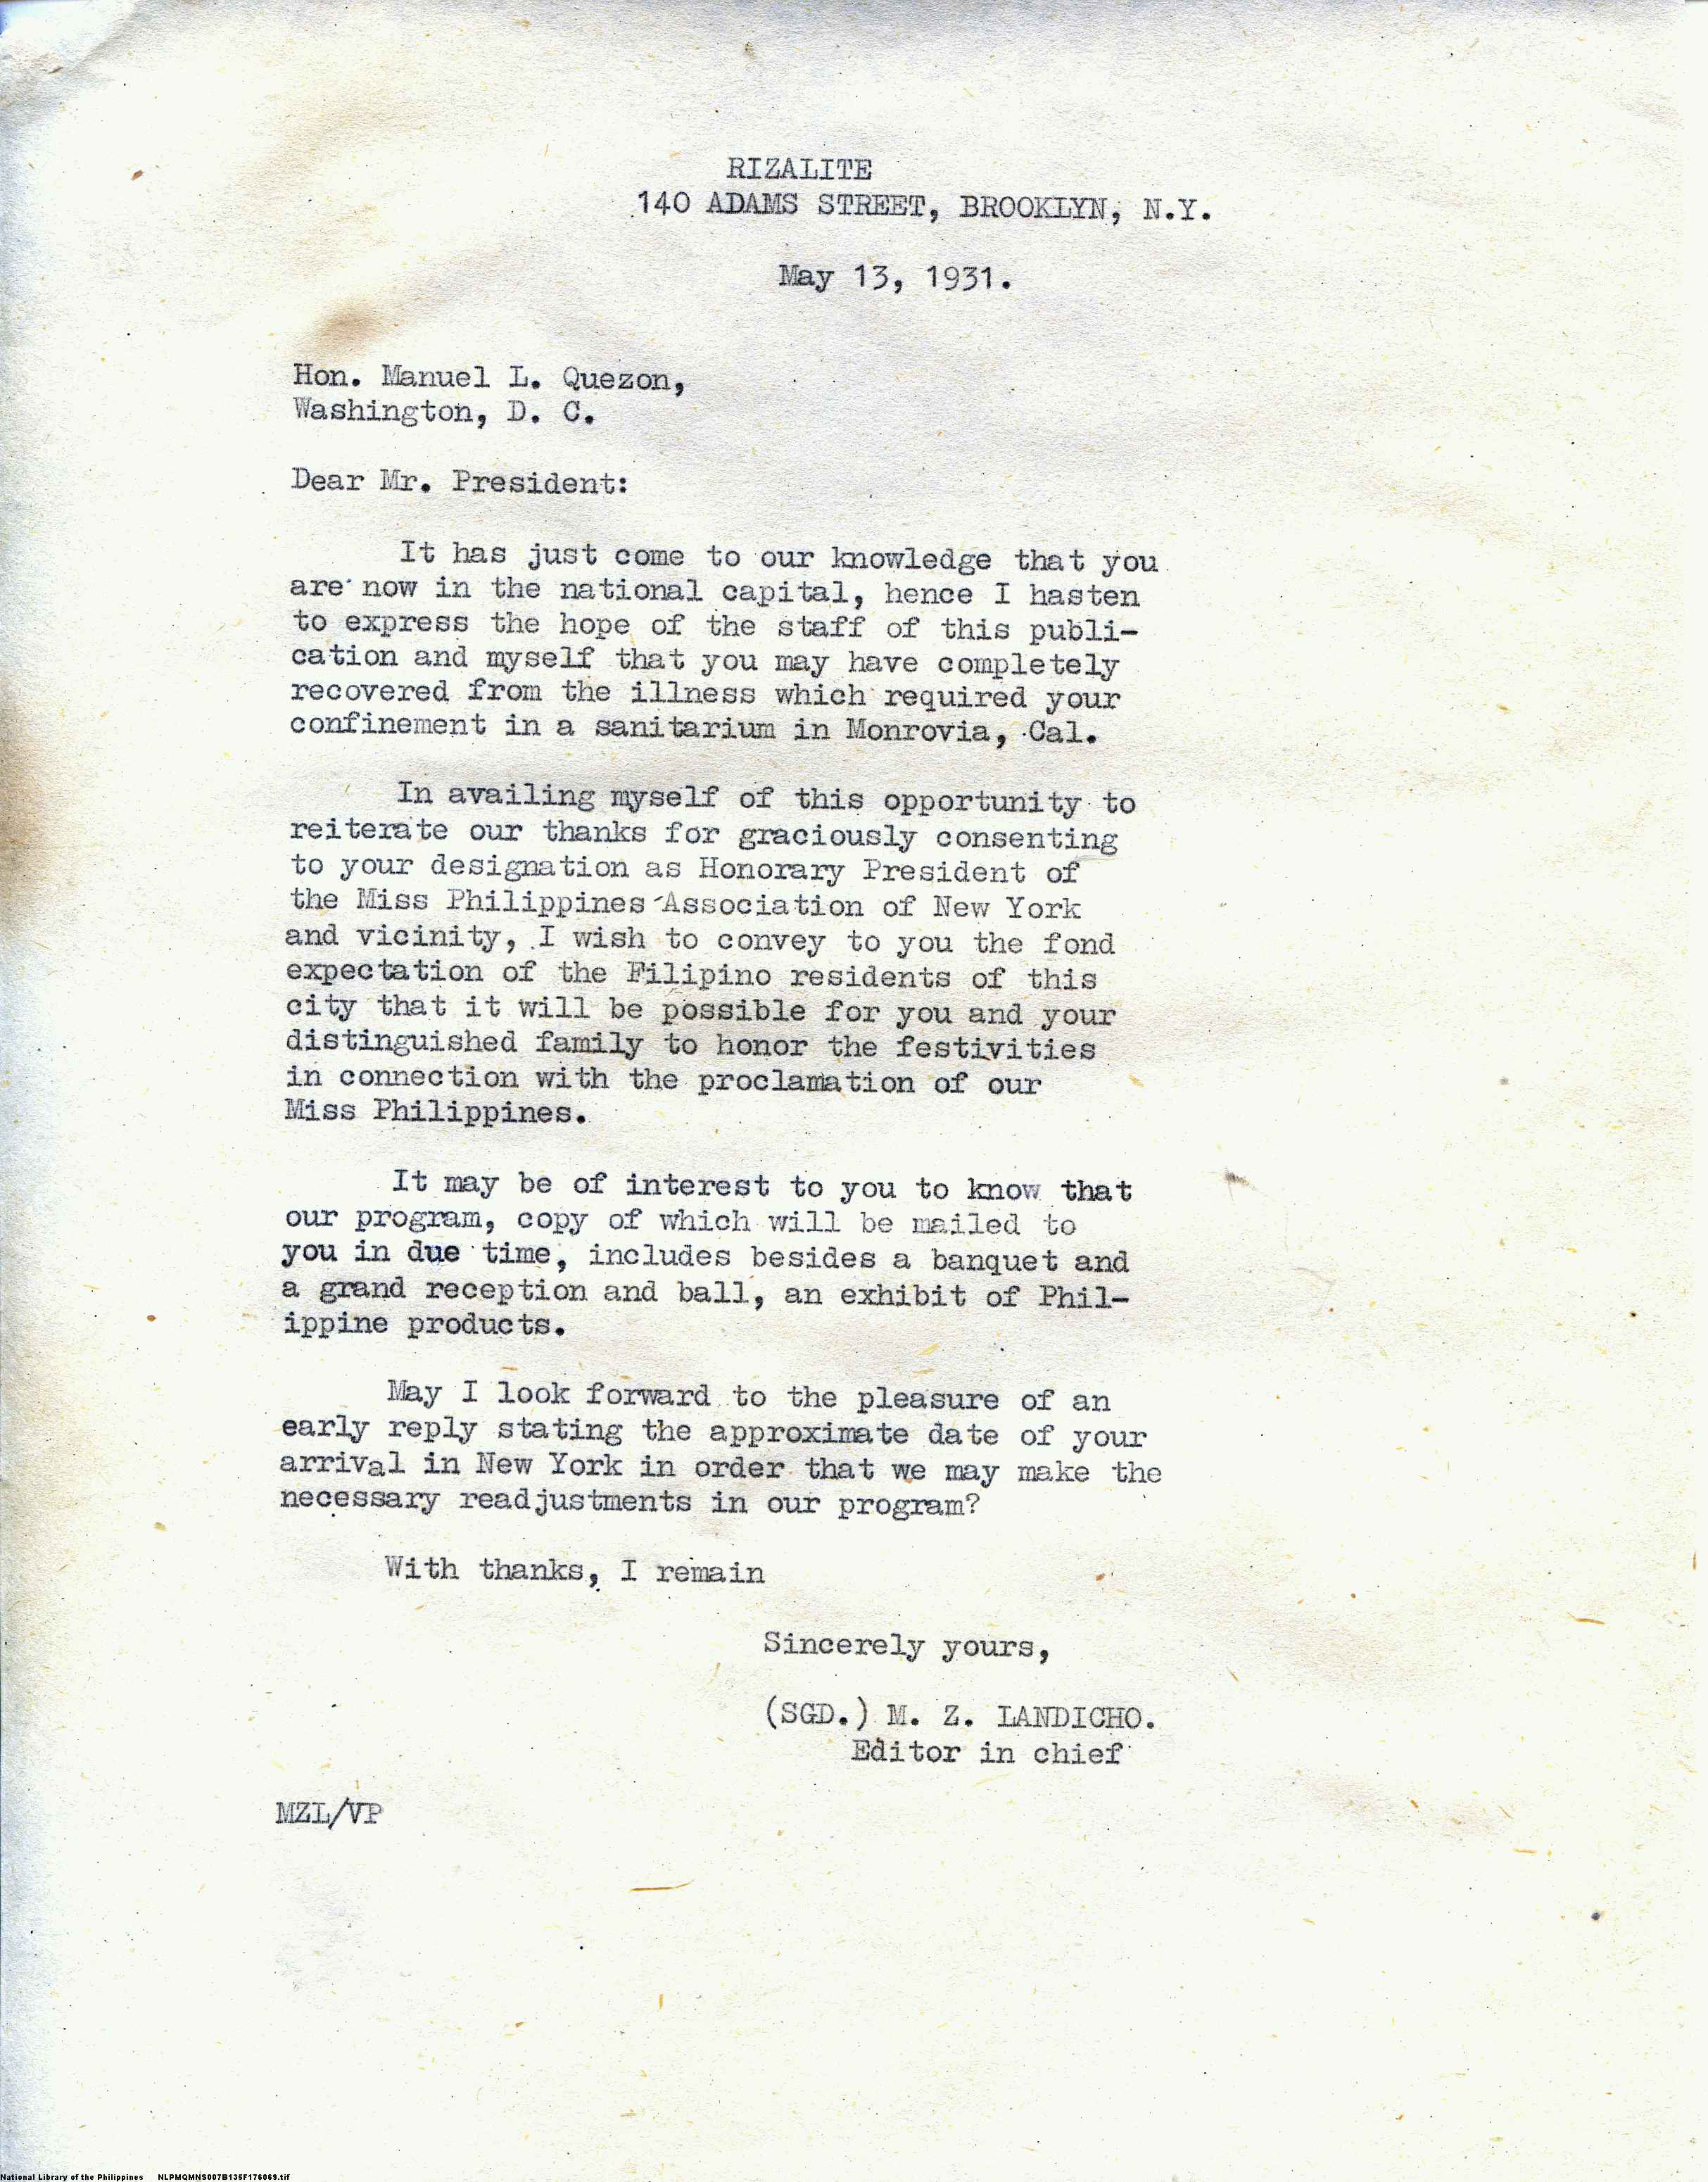 RIZALITE
140 ADAMS STREET, BROOKLYN, N.Y.
May 13, 1931.
Hon. Manuel L. Quezon,
Washington, D. C.
Dear Mr. President:
It has just come to our knowledge that you
are now in the national capital, hence I hasten
to express the hope of the staff of this publi-
cation and myself that you may have completely
recovered from the illness which required your
confinement in a sanitarium in Monrovia, Cal.
In availing myself of this opportunity to
reiterate our thanks for graciously consenting
to your designation as Honorary President of
the Miss Philippines Association of New York
and vicinity, I wish to convey to you the fond
expectation of the Filipino residents of this
city that it will be possible for you and your
distinguished family to honor the festivities
in connection with the proclamation of our
Miss Philippines.
It may be of interest to you to know that
our program, copy of which will be mailed to
you in due time, includes besides a banquet and
a grand reception and ball, an exhibit of Phil-
ippine products.
May I look forward to the pleasure of an
early reply stating the approximate date of your
arrival in New York in order that we may make the
necessary readjustments in our program?
With thanks, I remain
Sincerely yours,
(SGD.) M. Z. LANDICHO.
Editor in chief
MZL/VP
National Library of the Philippines NLPMQMNS007B135F176069.tif